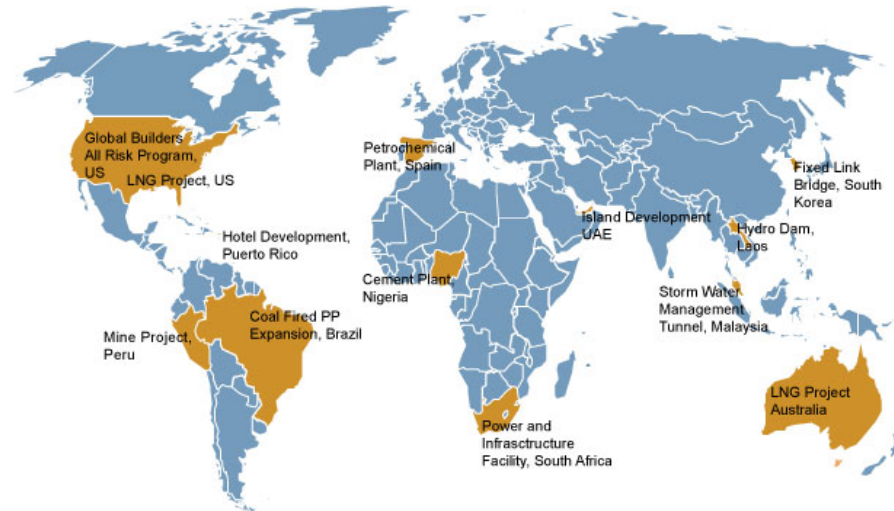 Global Builders
All Risk Program,
US
LNG Project, US
Petrochemical
Plant, Spain
Fixed Link
Bridge, South
Korea
Island Development
UAE
Hydro Dam,
Laos
Hotel Development,
Puerto Rico
Cement Plant,
Nigeria
Storm Water
Management
Tunnel, Malaysia
Coal Fired PP
Expansion, Brazil
Mine Project,
Peru
LNG Project
Australia
Power and
Infrasctructure
Facility, South Africa